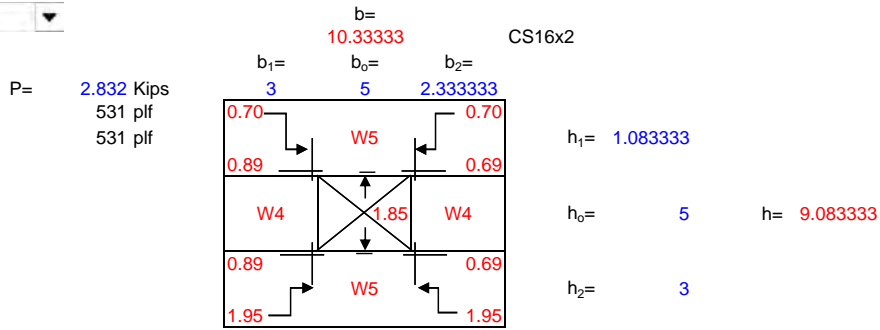 b=
10.33333 CS16x2
b₁= bₒ= b₂=
P= 2.832 Kips 3 5 2.333333
531 plf 0.70 0.70
531 plf W5 h₁= 1.083333
0.89 0.69
W4 1.85 W4 hₒ= 5 h= 9.083333
0.89 0.69
W5 h₂= 3
1.95 1.95